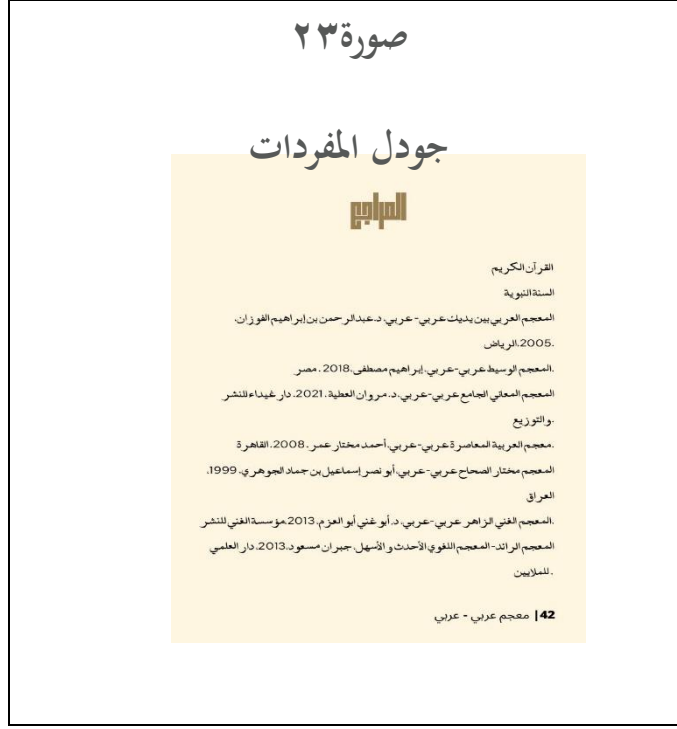 صورة٢٣
جودل المفردات
المراجع
القرآن الكريم
السنة النبوية
المعجم العربي بين يديك عربي- عربي، د.عبدالرحمن بن إبراهيم الفوزان،
.2005،الرياض
.المعجم الوسيط عربي-عربي، إبراهيم مصطفى،2018 ، مصر
المعجم المعاني الجامع عربي-عربي،د. مروان العطية ، 2021، دار غيداء للنشر
.والتوزيع
.معجم العربية المعاصرة عربي-عربي، أحمد مختار عمر ، 2008، القاهرة
المعجم مختار الصحاح عربي-عربي، أبو نصر إسماعيل بن حماد الجوهري، 1999،
العراق
.المعجم الغني الزاهر عربي-عربي، د. أبو غني أبو العزم، 2013،مؤسسة الغني للنشر
المعجم الرائد- المعجم اللغوي الأحدث و الأسهل، جبران مسعود،2013، دار العلمي
. للملايين
42| معجم عربي - عربي